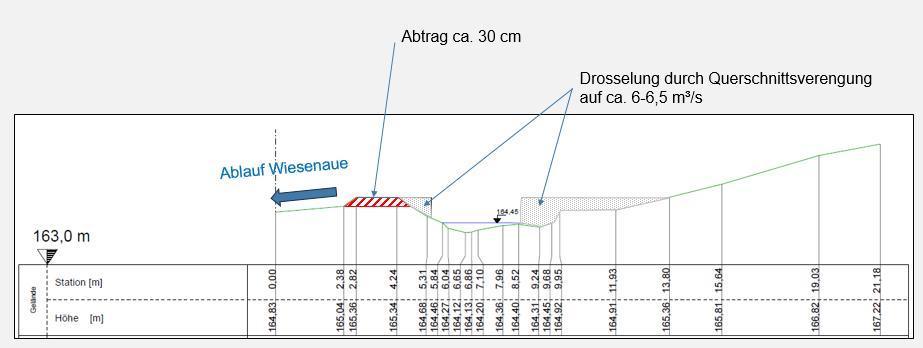 Abtrag ca. 30 cm
Drosselung durch Querschnittsverengung
auf ca. 6-6,5 m³/s
Ablauf Wiesenaue
164,45
163,0 m
Gelände
Station [m] 0,00 2,38 2,82 4,24 5,31 5,84 6,04 6,65 6,86 7,10 7,96 8,52 9,24 9,68 9,95 11,93 13,80 15,64 19,03 21,18
Höhe [m] 164,83 165,04 165,36 165,34 164,68 164,46 164,27 164,12 164,13 164,20 164,36 164,40 164,31 164,45 164,92 164,91 165,36 165,81 166,82 167,22